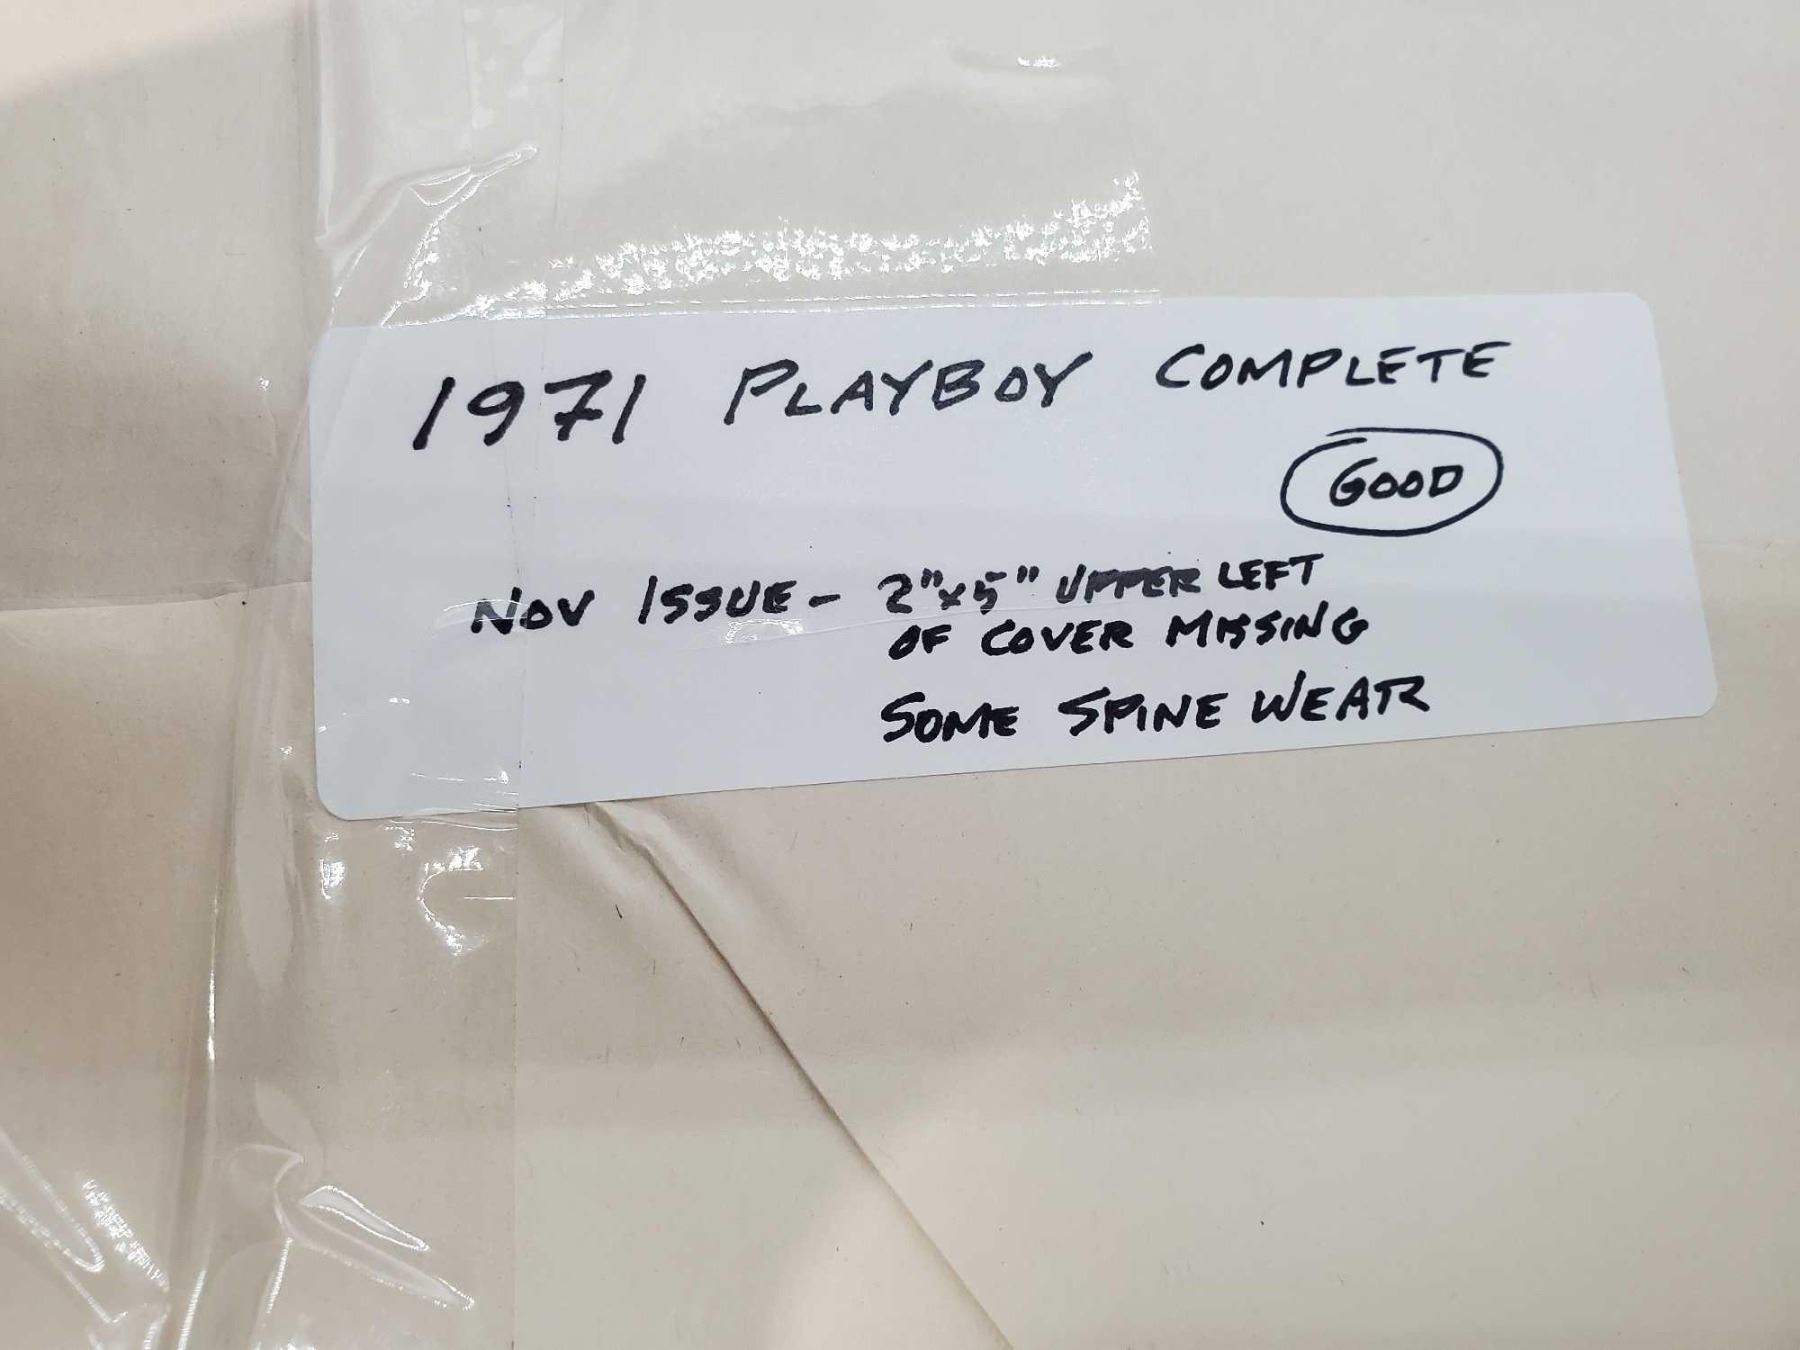 1971 PLAYBOY COMPLETE
GOOD
NOV ISSUE - 2"x5" UPPER LEFT
OF COVER MISSING
SOME SPINE WEAR